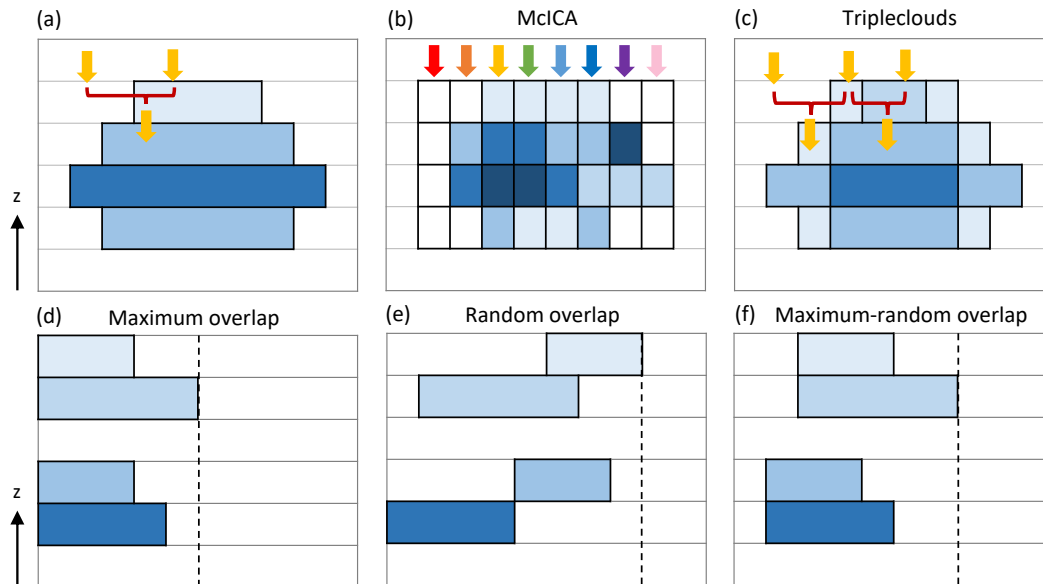 (a)
(b)
McICA
(c)
Tripleclouds
z
(d)
Maximum overlap
(e)
Random overlap
(f)
Maximum-random overlap
z